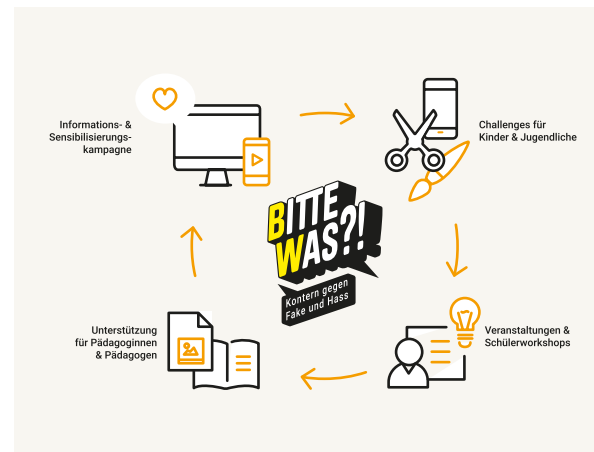 Informations- &
Sensibilisierungs-
kampagne
Challenges für
Kinder & Jugendliche
BITTE
WAS?!
Kontern gegen
Fake und Hass
Unterstützung
für Pädagoginnen
& Pädagogen
Veranstaltungen &
Schülerworkshops